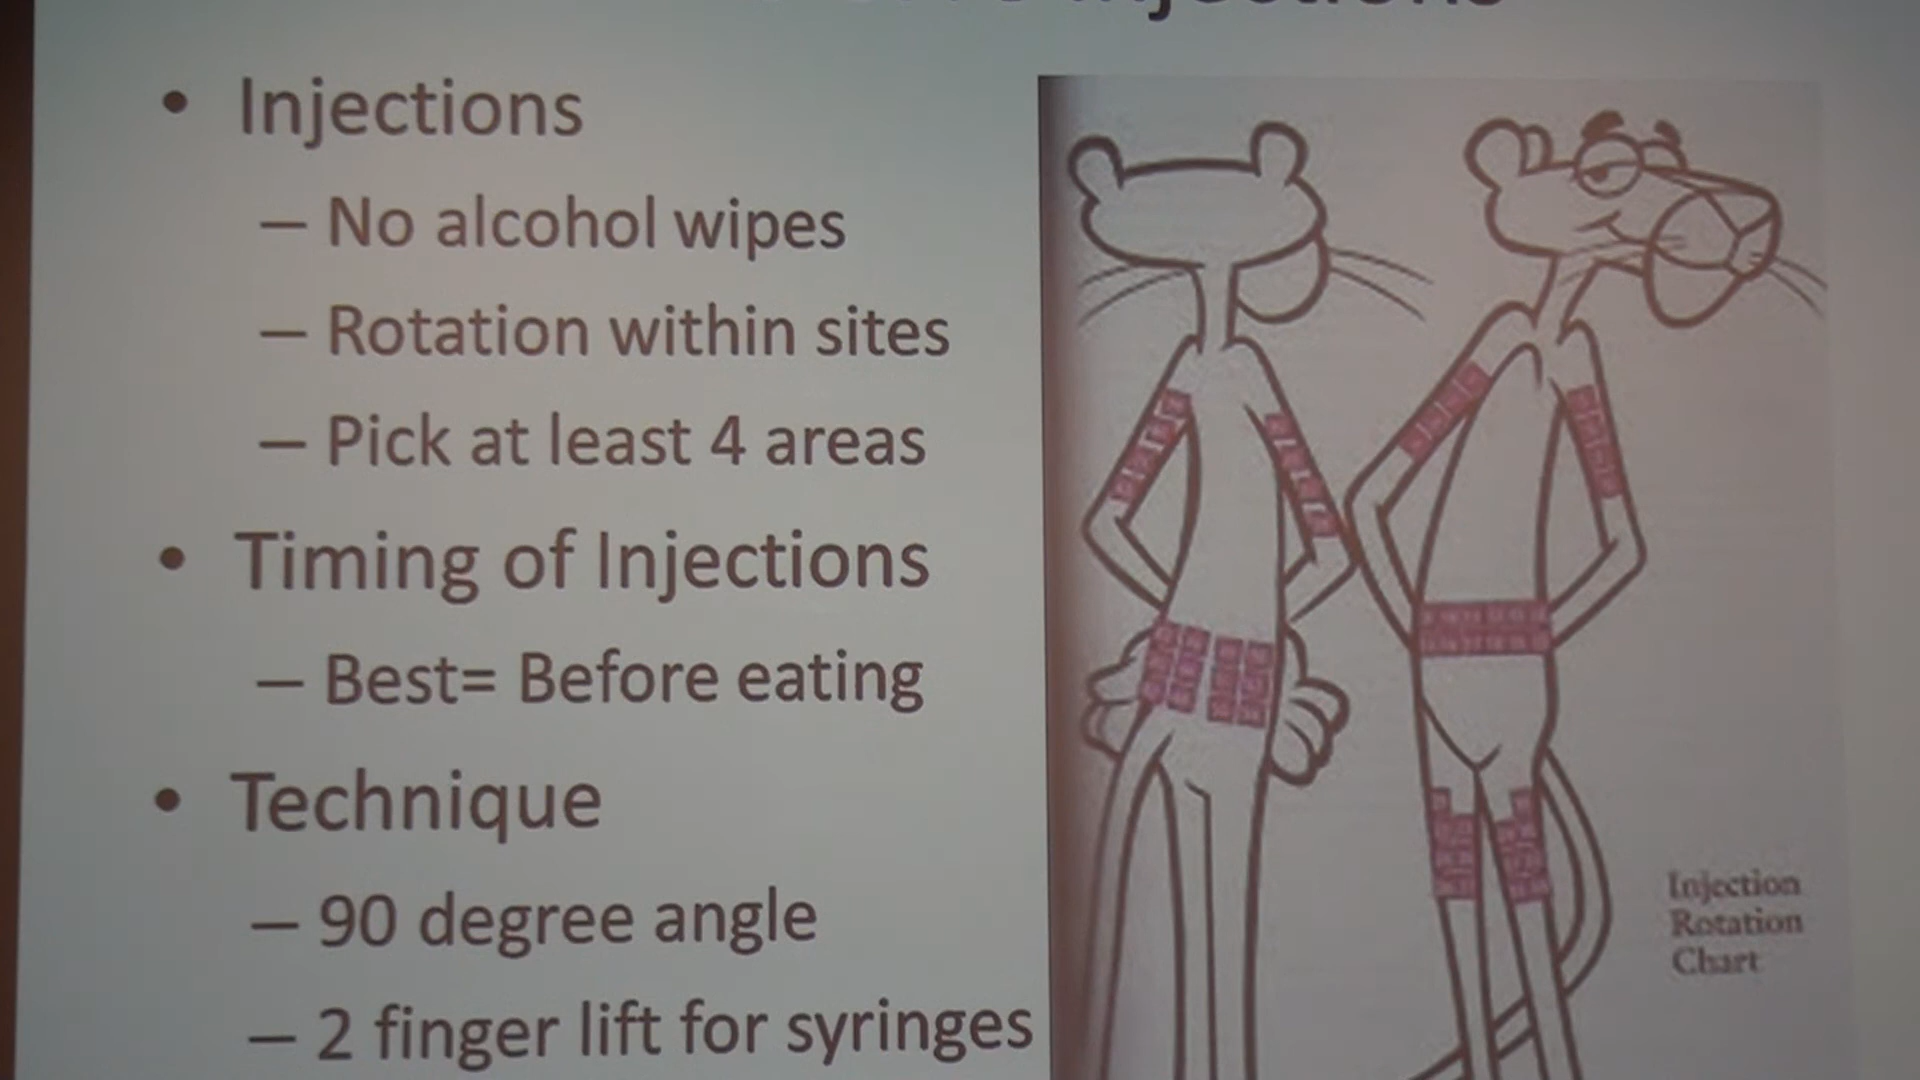 Injections
• Injections
– No alcohol wipes
– Rotation within sites
– Pick at least 4 areas
• Timing of Injections
– Best= Before eating
• Technique
– 90 degree angle
– 2 finger lift for syringes
Injection
Rotation
Chart